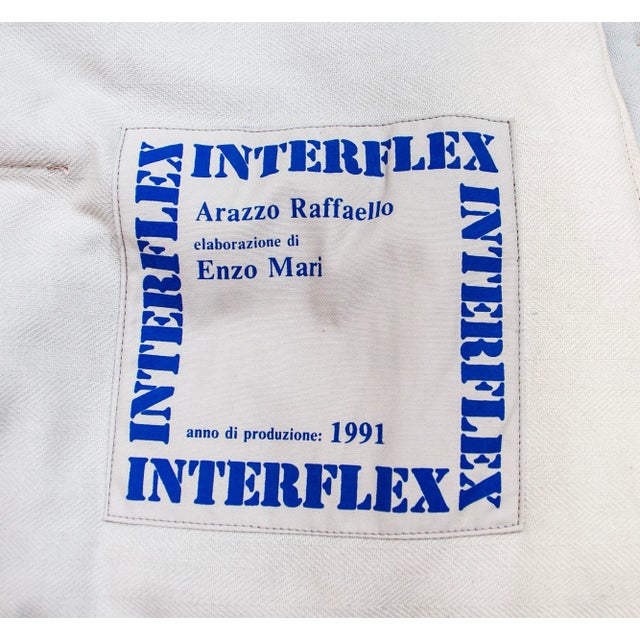 INTERFLEX
Arazzo Raffaello
elaborazione di
Enzo Mari
anno di produzione: 1991
INTERFLEX
INTERFLEX
INTERFLEX